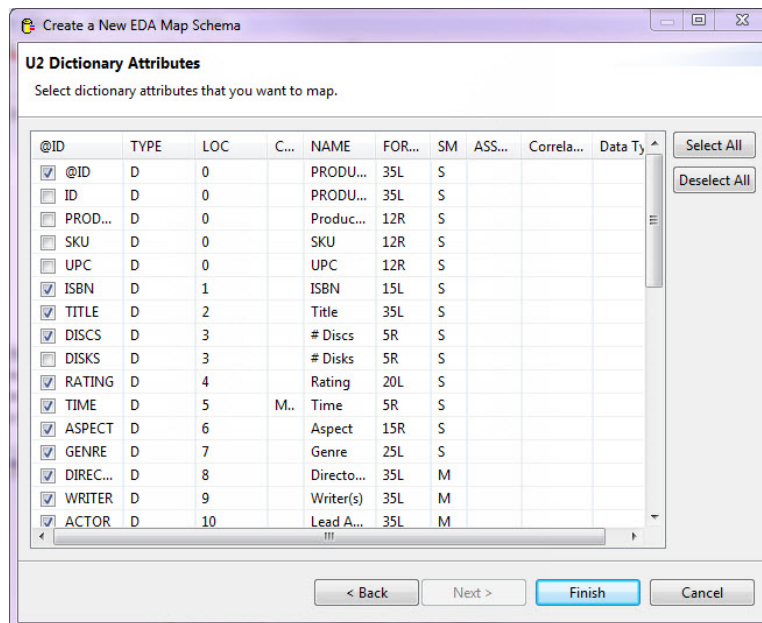 Create a New EDA Map Schema
U2 Dictionary Attributes
Select dictionary attributes that you want to map.
@ID TYPE LOC C... NAME FOR... SM ASS... Correla... Data Ty
@ID D 0 PRODU... 35L S
ID D 0 PRODU... 35L S
PROD... D 0 Produc... 12R S
SKU D 0 SKU 12R S
UPC D 0 UPC 12R S
ISBN D 1 ISBN 15L S
TITLE D 2 Title 35L S
DISCS D 3 # Discs 5R S
DISKS D 3 # Disks 5R S
RATING D 4 Rating 20L S
TIME D 5 M.. Time 5R S
ASPECT D 6 Aspect 15R S
GENRE D 7 Genre 25L S
DIREC... D 8 Directo... 35L M
WRITER D 9 Writer(s) 35L M
ACTOR D 10 Lead A... 35L M
Select All
Deselect All
< Back Next > Finish Cancel